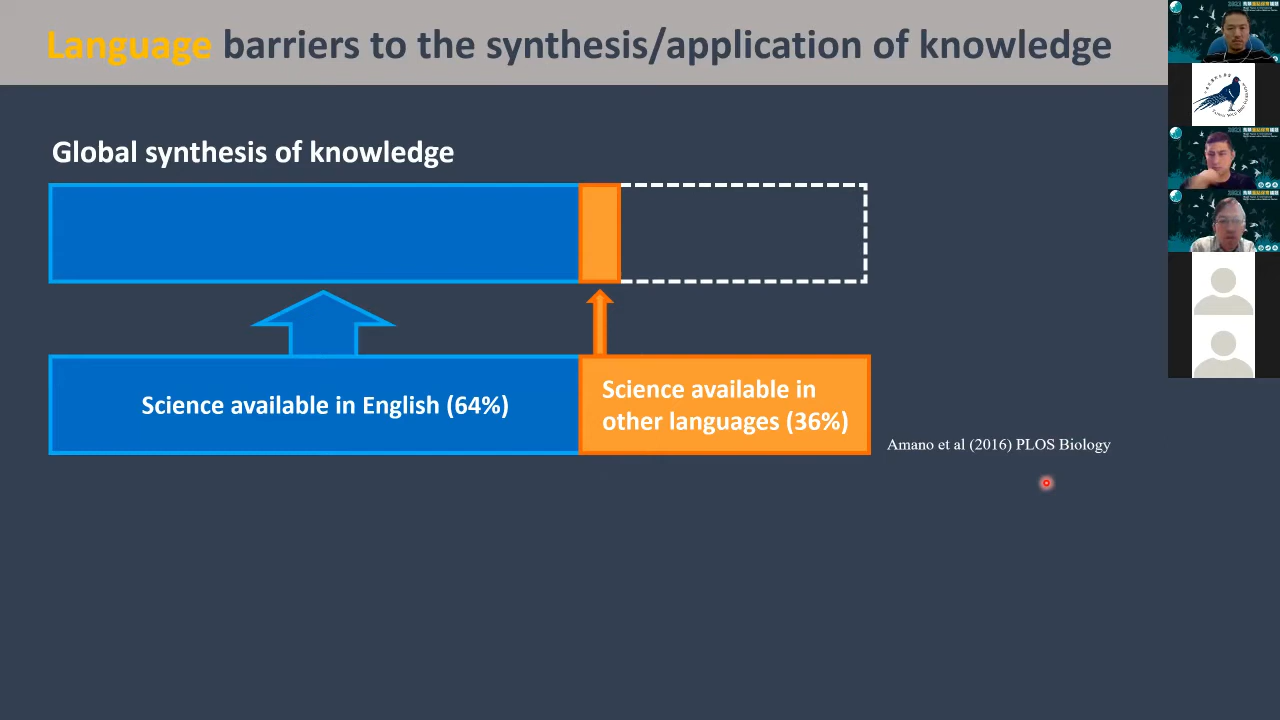 Language barriers to the synthesis/application of knowledge
Global synthesis of knowledge
Science available in English (64%)
Science available in
other languages (36%)
Amano et al (2016) PLOS Biology